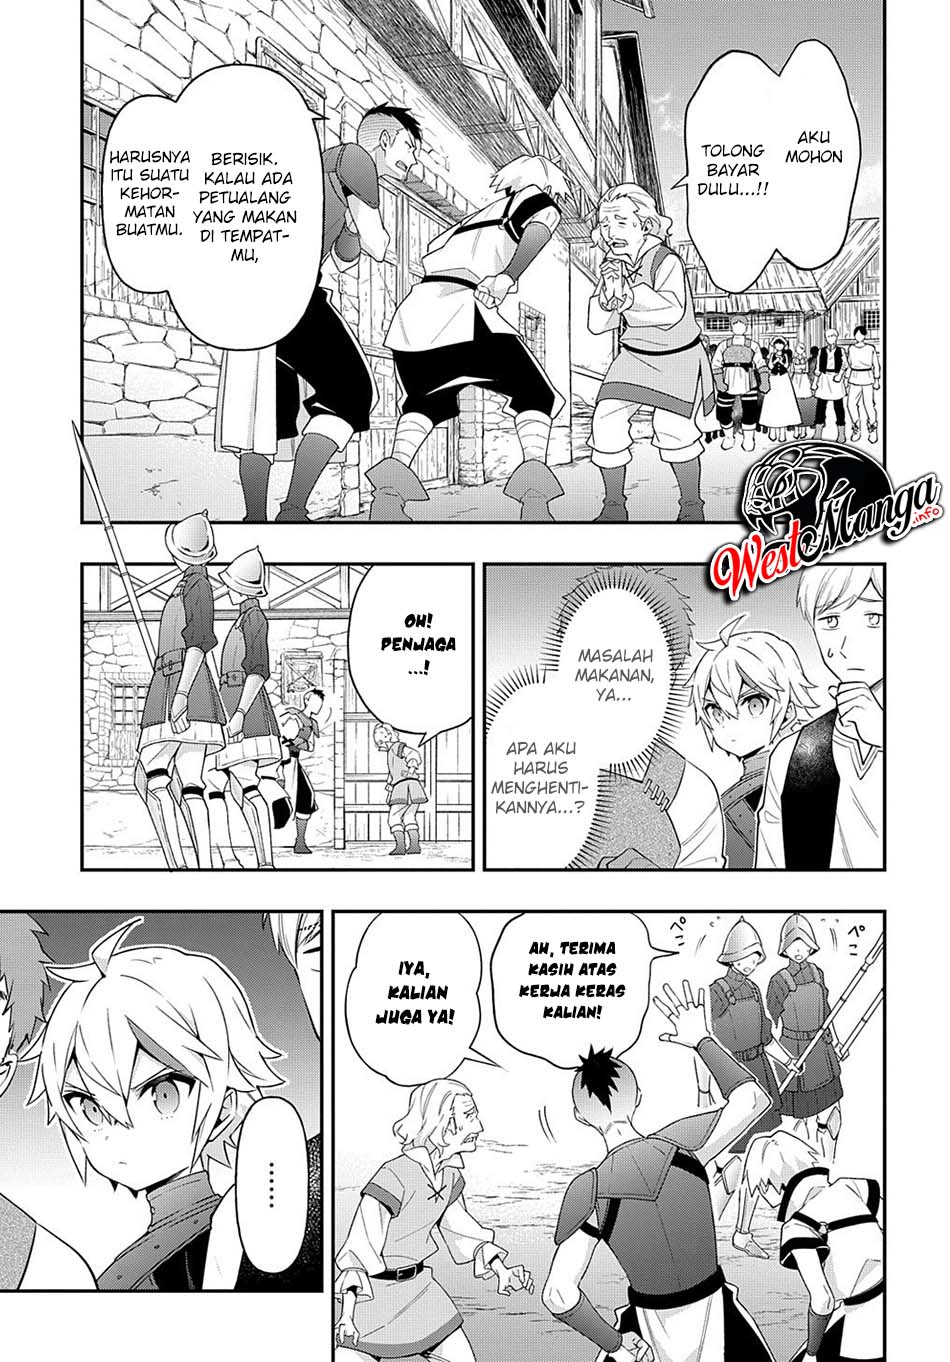 AKU
MOHON
TOLONG
BAYAR
DULU...!!
BERISIK.
KALAU ADA
PETUALANG
YANG MAKAN
DI TEMPAT-
MU,
HARUSNYA
ITU SUATU
KEHOR-
MATAN
BUATMU.
WestManga
.info
MASALAH
MAKANAN,
YA...
APA AKU
HARUS
MENGHENTI-
KANNYA...?
OH!
PENJAGA
...!
ペ
ペ
AH, TERIMA
KASIH ATAS
KERJA KERAS
KALIAN!
IYA,
KALIAN
JUGA YA!
........